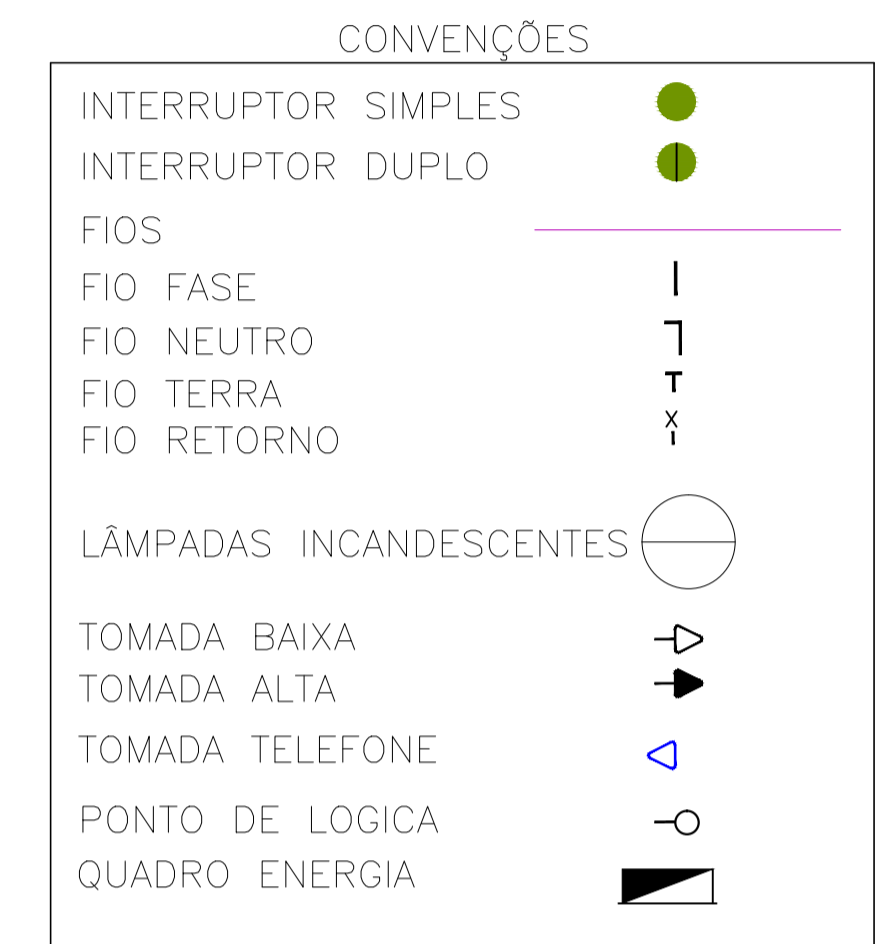 CONVENÇÕES
INTERRUPTOR SIMPLES
INTERRUPTOR DUPLO
FIOS
FIO FASE
FIO NEUTRO
FIO TERRA
FIO RETORNO
LÂMPADAS INCANDESCENTES
TOMADA BAIXA
TOMADA ALTA
TOMADA TELEFONE
PONTO DE LOGICA
QUADRO ENERGIA